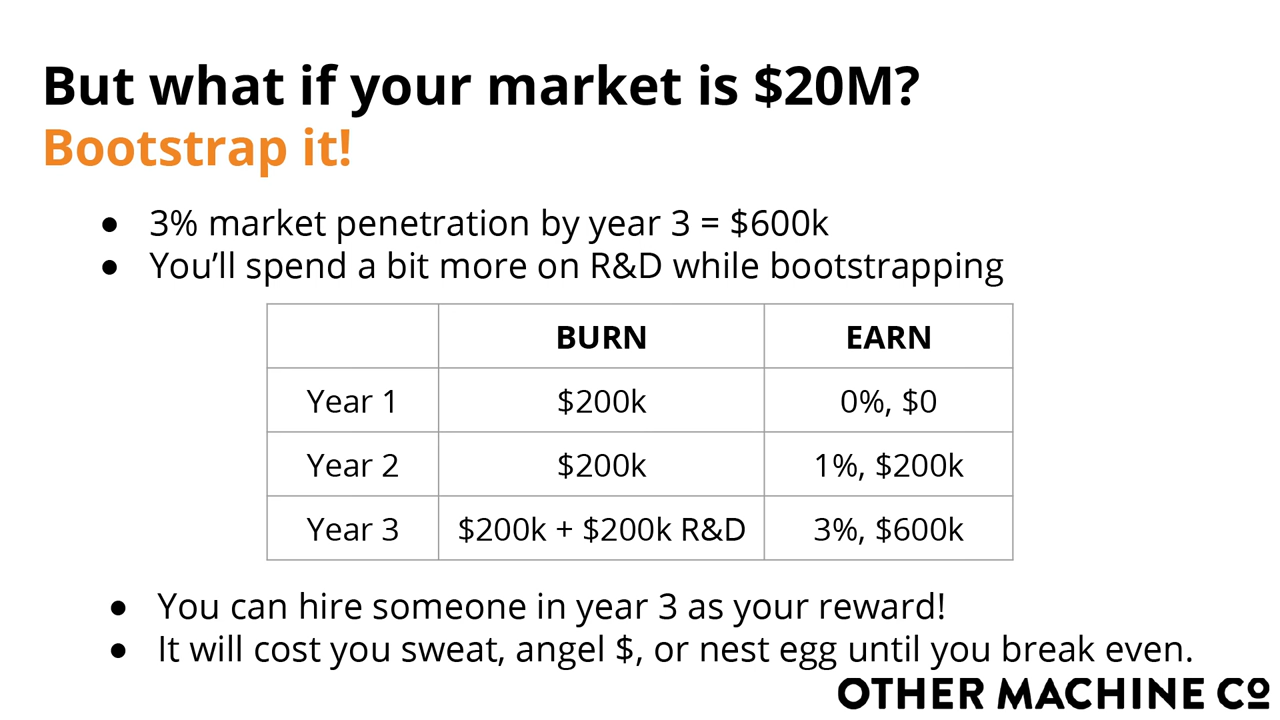 But what if your market is $20M?
Bootstrap it!
● 3% market penetration by year 3 = $600k
● You’ll spend a bit more on R&D while bootstrapping
BURN EARN
Year 1 $200k 0%, $0
Year 2 $200k 1%, $200k
Year 3 $200k + $200k R&D 3%, $600k
● You can hire someone in year 3 as your reward!
● It will cost you sweat, angel $, or nest egg until you break even.
OTHER MACHINE Cº